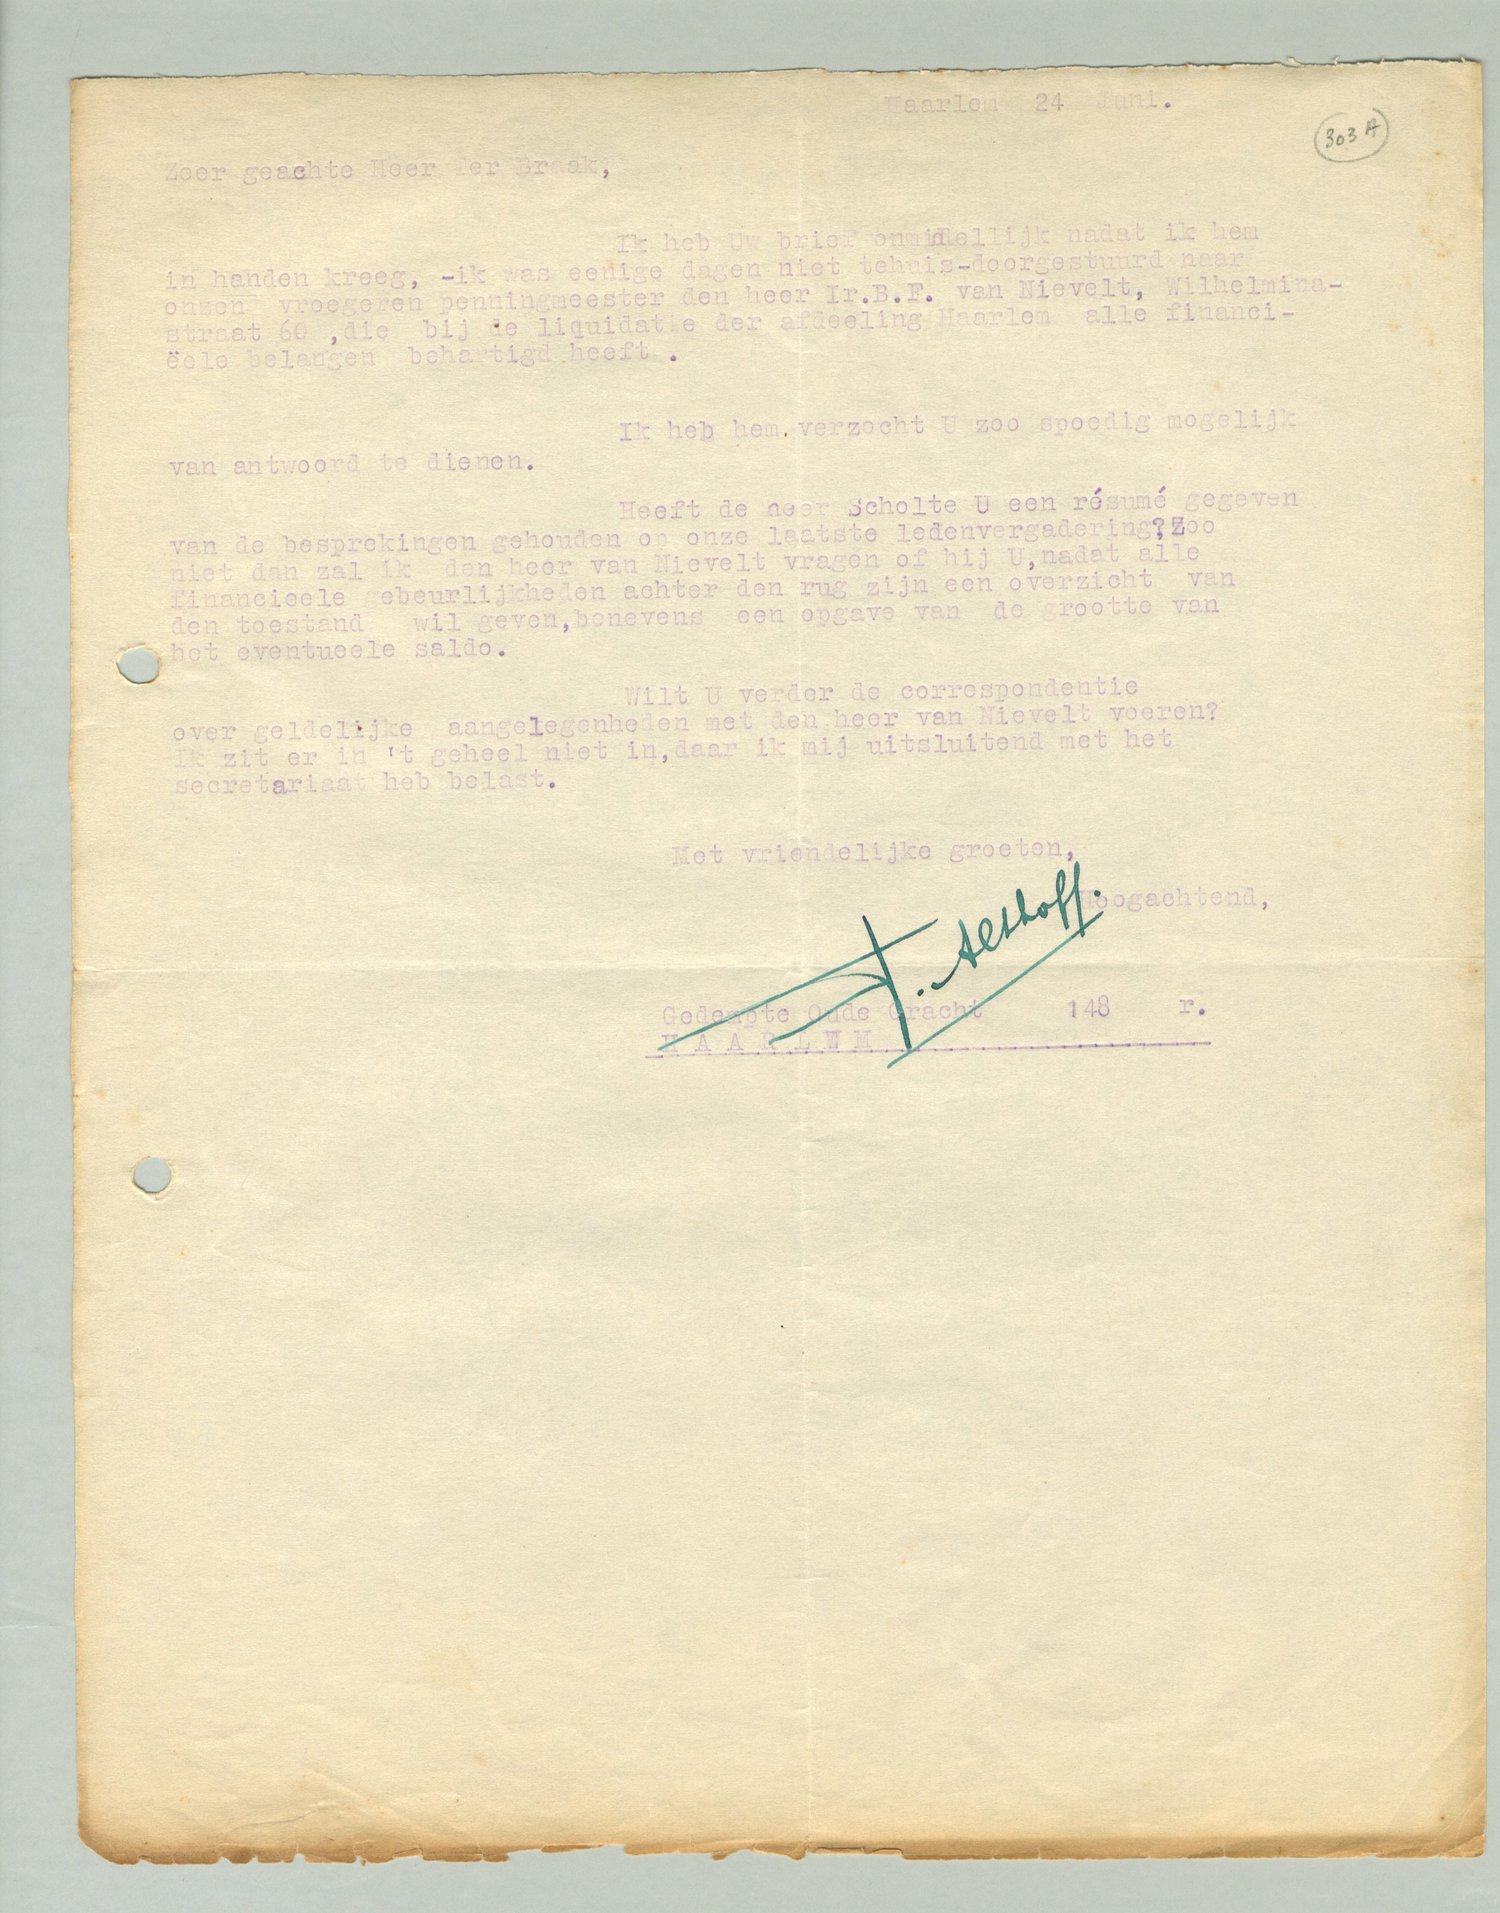 Haarlem 24 Juni.
303 A
Zeer geachte Heer Ter Braak,
Ik heb Uw brief onmiddellijk nadat ik hem
in handen kreeg, -ik was eenige dagen niet tehuis-doorgestuurd naar
onzen vroegeren penningmeester den heer Ir.B.F. van Nievelt, Wilhelmina-
straat 60 ,die bij de liquidatie der afdeeling Haarlem alle financi-
ëele belangen behartigd heeft .
Ik heb hem verzocht U zoo spoedig mogelijk
van antwoord te dienen.
Heeft de heer Scholte U een résumé gegeven
van de besprekingen gehouden op onze laatste ledenvergadering?Zoo
niet dan zal ik den heer van Nievelt vragen of hij U,nadat alle
financieele gebeurlijkheden achter den rug zijn een overzicht van
den toestand wil geven,benevens een opgave van de grootte van
het eventueele saldo.
Wilt U verder de correspondentie
over geldelijke aangelegenheden met den heer van Nievelt voeren?
Ik zit er in 't geheel niet in,daar ik mij uitsluitend met het
secretariaat heb belast.
Met vriendelijke groeten,
Hoogachtend,
Althoff.
Gedempte Oude Gracht 148 r.
H A A R L W M